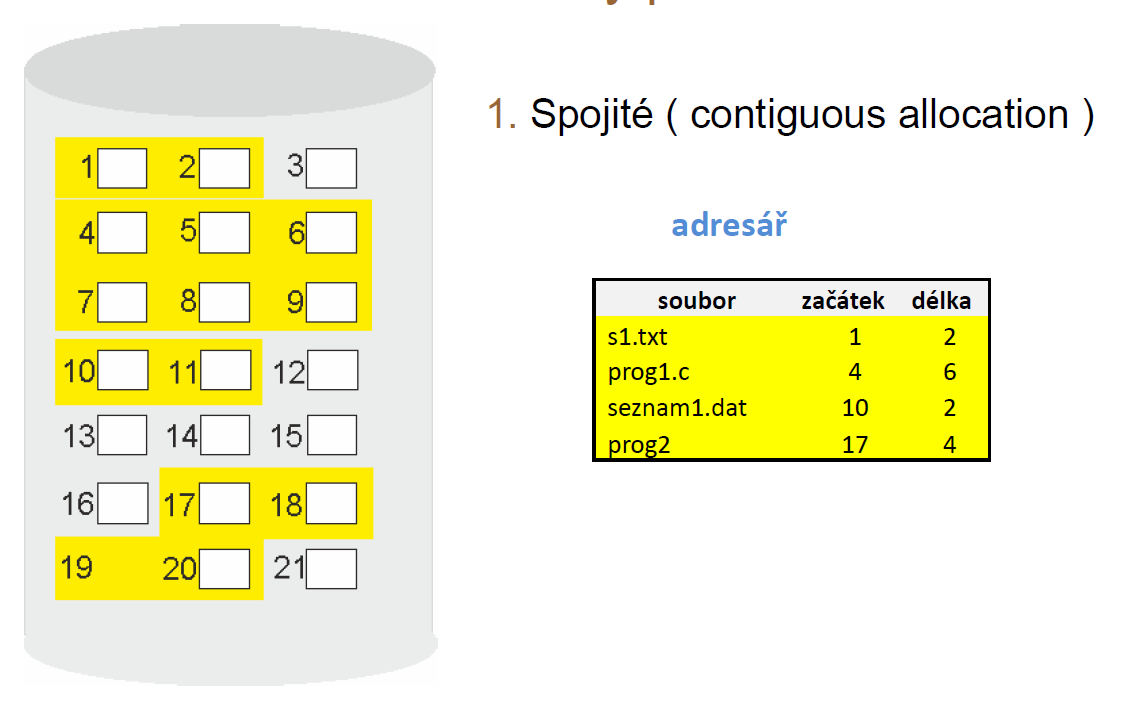 1. Spojité ( contiguous allocation )
adresář
soubor začátek délka
s1.txt 1 2
prog1.c 4 6
seznam1.dat 10 2
prog2 17 4
1 2 3
4 5 6
7 8 9
10 11 12
13 14 15
16 17 18
19 20 21